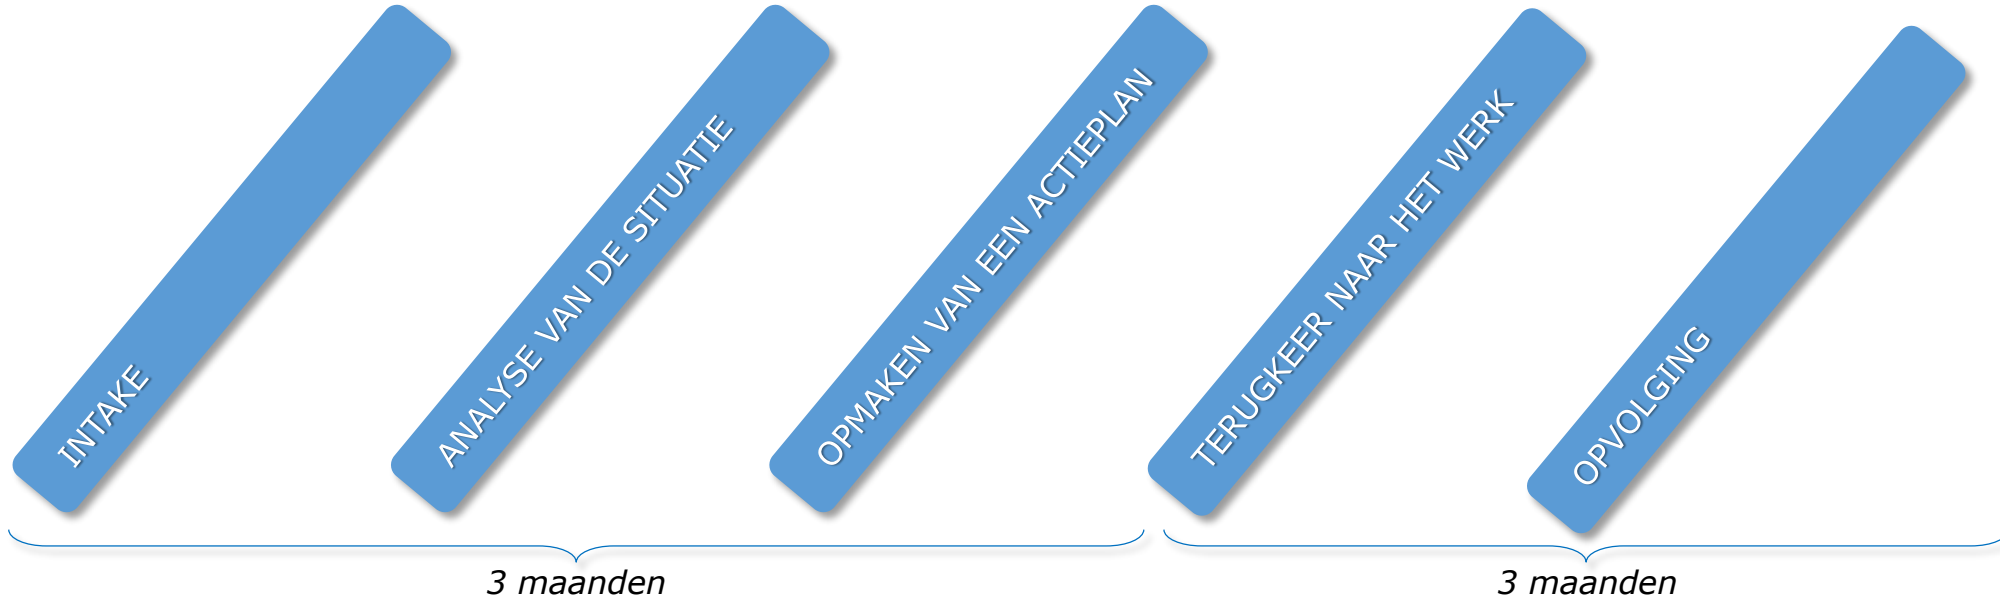 INTAKE
ANALYSE VAN DE SITUATIE
OPMAKEN VAN EEN ACTIEPLAN
TERUGKEER NAAR HET WERK
OPVOLGING
3 maanden
3 maanden